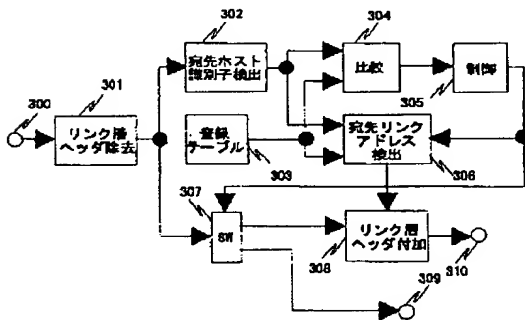 302
304
宛先ホスト
識別子検出
比較
制御
301
300
305
リンク層
ヘッダ除去
登録
テーブル
宛先リンク
アドレス
検出
303
306
307
SW
リンク層
ヘッダ付加
308
310
309